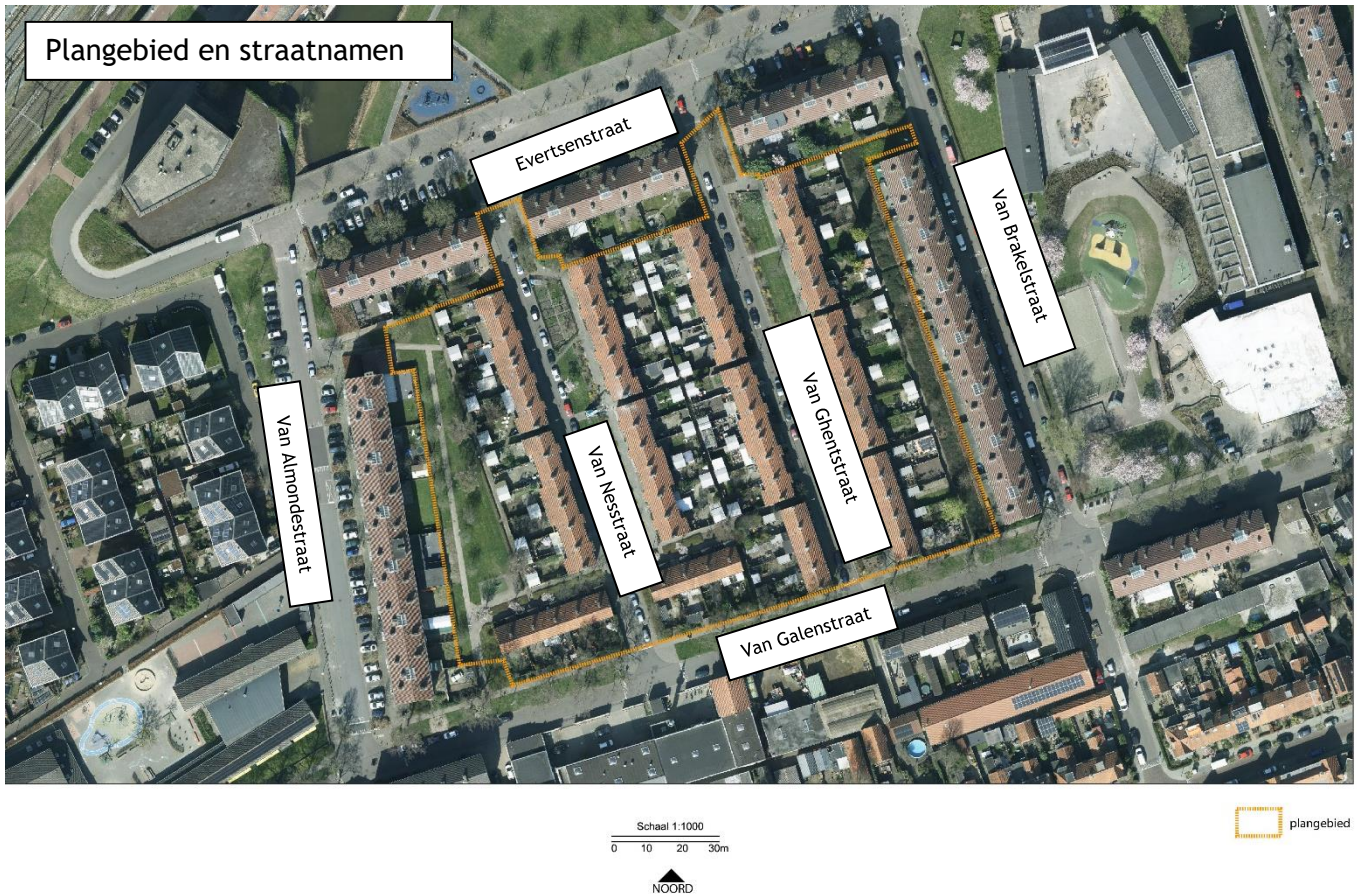 Plangebied en straatnamen
Evertsenstraat
Van Brakelstraat
Van Ghentstraat
Van Almondestraat
Van Nesstraat
Van Galenstraat
Schaal 1:1000
0 10 20 30m
NOORD
plangebied